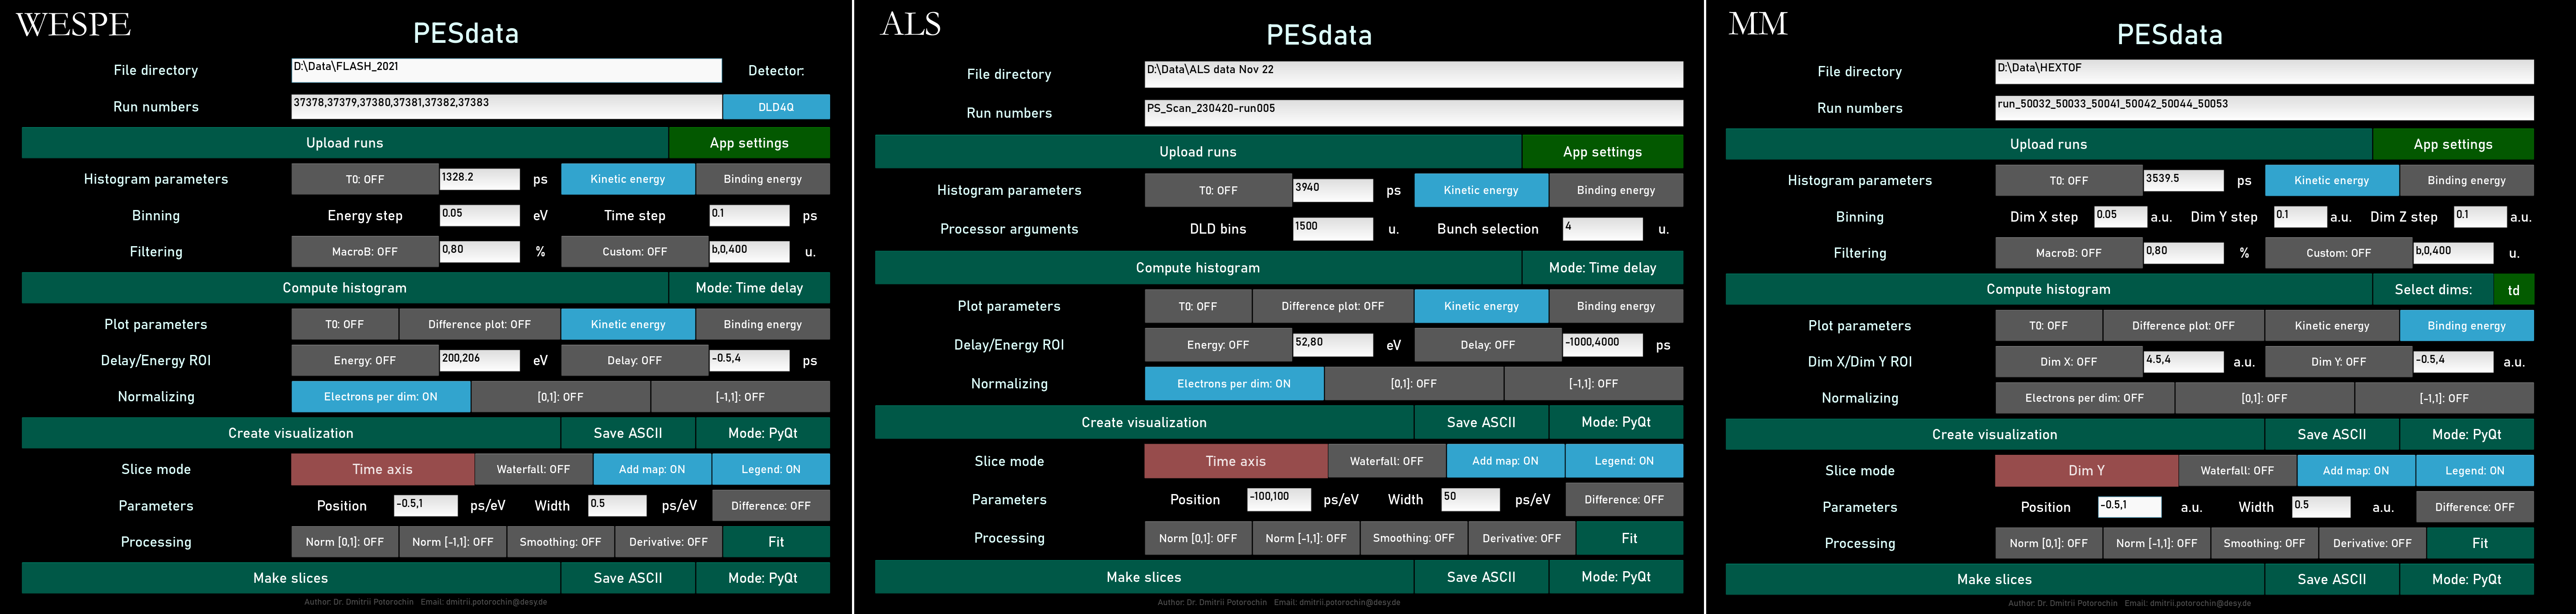 WESPE
PESdata
File directory D:\Data\FLASH_2021 Detector:
Run numbers 37378,37379,37380,37381,37382,37383 DLD4Q
Upload runs App settings
Histogram parameters T0: OFF 1328.2 ps Kinetic energy Binding energy
Binning Energy step 0.05 eV Time step 0.1 ps
Filtering MacroB: OFF 0,80 % Custom: OFF b,0,400 u.
Compute histogram Mode: Time delay
Plot parameters T0: OFF Difference plot: OFF Kinetic energy Binding energy
Delay/Energy ROI Energy: OFF 200,206 eV Delay: OFF -0.5,4 ps
Normalizing Electrons per dim: ON [0,1]: OFF [-1,1]: OFF
Create visualization Save ASCII Mode: PyQt
Slice mode Time axis Waterfall: OFF Add map: ON Legend: ON
Parameters Position -0.5,1 ps/eV Width 0.5 ps/eV Difference: OFF
Processing Norm [0,1]: OFF Norm [-1,1]: OFF Smoothing: OFF Derivative: OFF Fit
Make slices Save ASCII Mode: PyQt
Author: Dr. Dmitrii Potorochin Email: dmitrii.potorochin@desy.de
ALS
PESdata
File directory D:\Data\ALS data Nov 22
Run numbers PS_Scan_230420-run005
Upload runs App settings
Histogram parameters T0: OFF 3940 ps Kinetic energy Binding energy
Processor arguments DLD bins 1500 u. Bunch selection 4 u.
Compute histogram Mode: Time delay
Plot parameters T0: OFF Difference plot: OFF Kinetic energy Binding energy
Delay/Energy ROI Energy: OFF 52,80 eV Delay: OFF -1000,4000 ps
Normalizing Electrons per dim: ON [0,1]: OFF [-1,1]: OFF
Create visualization Save ASCII Mode: PyQt
Slice mode Time axis Waterfall: OFF Add map: ON Legend: ON
Parameters Position -100,100 ps/eV Width 50 ps/eV Difference: OFF
Processing Norm [0,1]: OFF Norm [-1,1]: OFF Smoothing: OFF Derivative: OFF Fit
Make slices Save ASCII Mode: PyQt
Author: Dr. Dmitrii Potorochin Email: dmitrii.potorochin@desy.de
MM
PESdata
File directory D:\Data\HEXTOF
Run numbers run_50032_50033_50041_50042_50044_50053
Upload runs App settings
Histogram parameters T0: OFF 3539.5 ps Kinetic energy Binding energy
Binning Dim X step 0.05 a.u. Dim Y step 0.1 a.u. Dim Z step 0.1 a.u.
Filtering MacroB: OFF 0,80 % Custom: OFF b,0,400 u.
Compute histogram Select dims: td
Plot parameters T0: OFF Difference plot: OFF Kinetic energy Binding energy
Dim X/Dim Y ROI Dim X: OFF 4.5,4 a.u. Dim Y: OFF -0.5,4 a.u.
Normalizing Electrons per dim: OFF [0,1]: OFF [-1,1]: OFF
Create visualization Save ASCII Mode: PyQt
Slice mode Dim Y Waterfall: OFF Add map: ON Legend: ON
Parameters Position -0.5,1 a.u. Width 0.5 a.u. Difference: OFF
Processing Norm [0,1]: OFF Norm [-1,1]: OFF Smoothing: OFF Derivative: OFF Fit
Make slices Save ASCII Mode: PyQt
Author: Dr. Dmitrii Potorochin Email: dmitrii.potorochin@desy.de